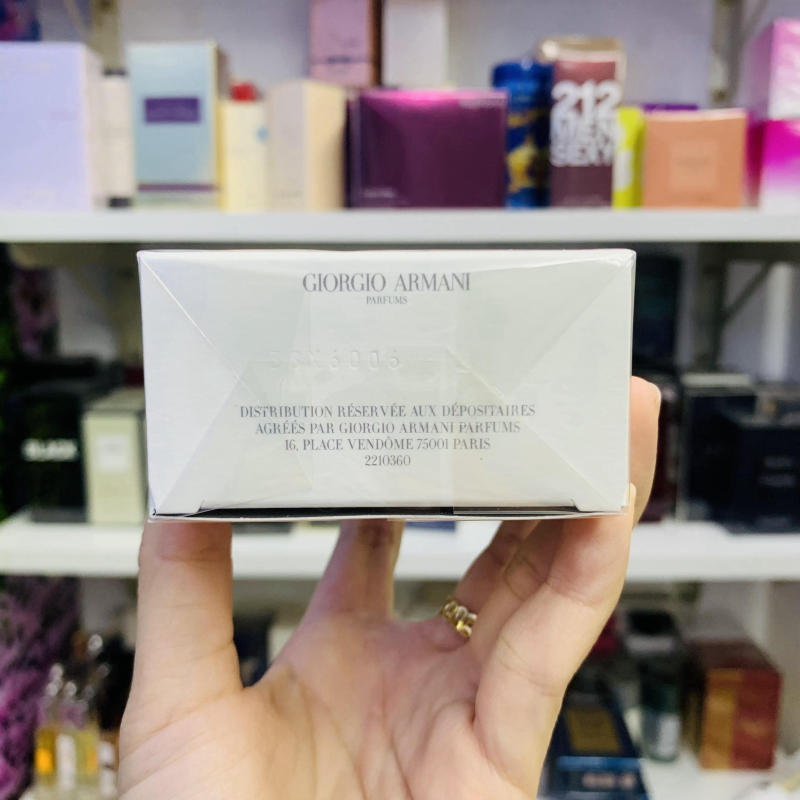 212
MEN
SEXY
GIORGIO ARMANI
PARFUMS
DISTRIBUTION RÉSERVÉE AUX DÉPOSITAIRES
AGRÉÉS PAR GIORGIO ARMANI PARFUMS
16, PLACE VENDÔME 75001 PARIS
2210360
BLACK